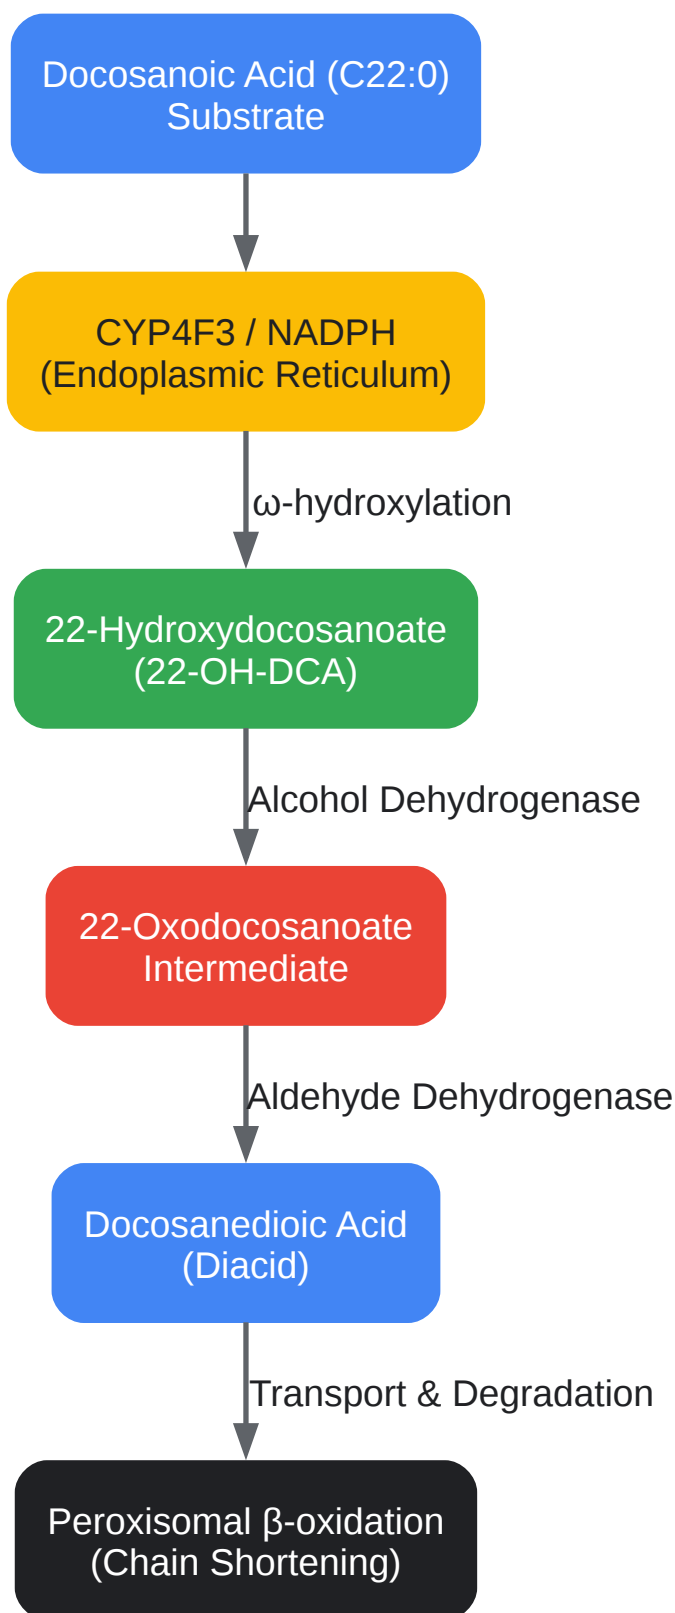 Docosanoic Acid (C22:0)
Substrate
CYP4F3 / NADPH
(Endoplasmic Reticulum)
ω-hydroxylation
22-Hydroxydocosanoate
(22-OH-DCA)
Alcohol Dehydrogenase
22-Oxodocosanoate
Intermediate
Aldehyde Dehydrogenase
Docosanedioic Acid
(Diacid)
Transport & Degradation
Peroxisomal β-oxidation
(Chain Shortening)